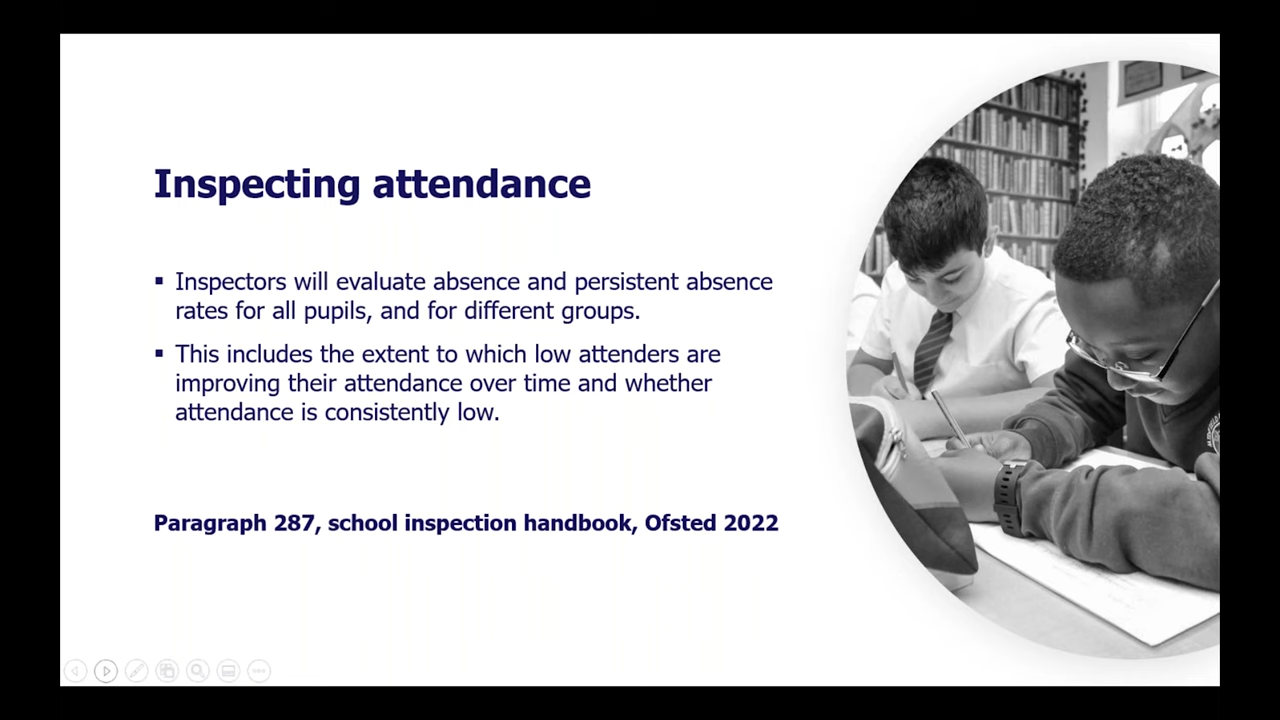 Inspecting attendance
▪ Inspectors will evaluate absence and persistent absence
rates for all pupils, and for different groups.
▪ This includes the extent to which low attenders are
improving their attendance over time and whether
attendance is consistently low.
Paragraph 287, school inspection handbook, Ofsted 2022